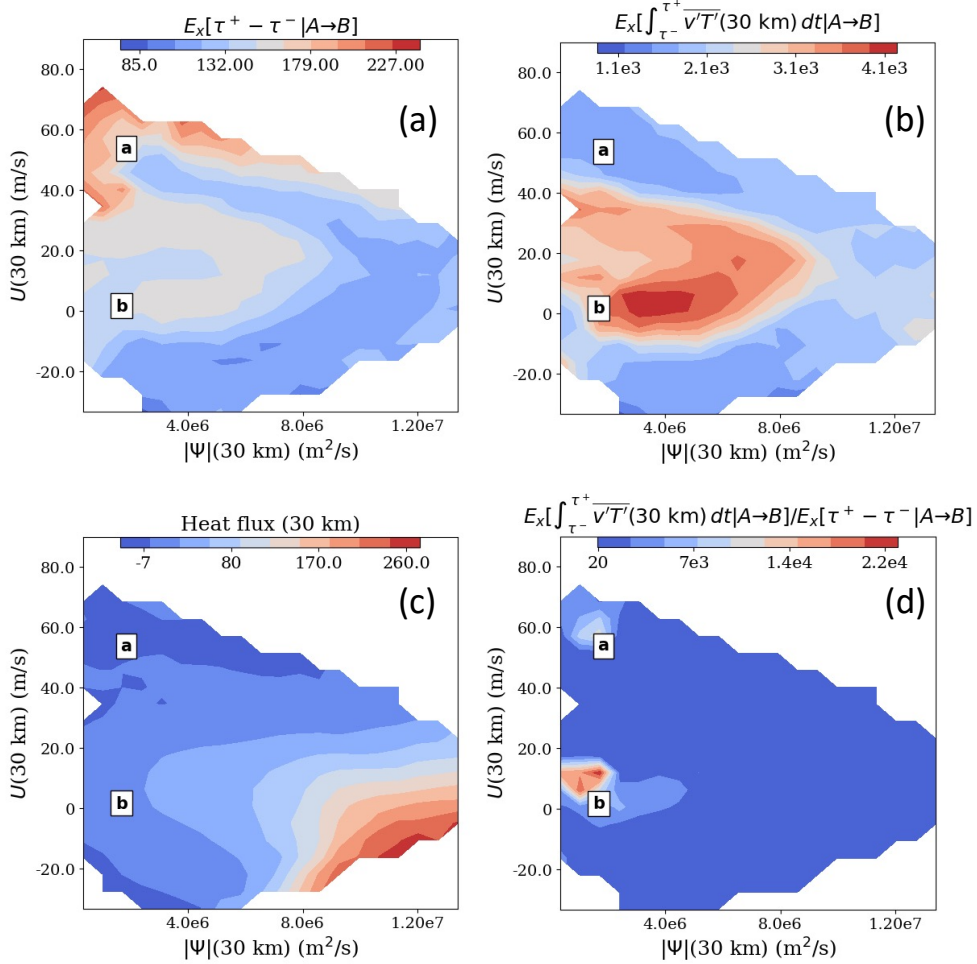 E_x[τ⁺ − τ⁻|A→B]
85.0 132.00 179.00 227.00
(a)
80.0
60.0
40.0
20.0
0
-20.0
U(30 km) (m/s)
a
b
4.0e6 8.0e6 1.20e7
|Ψ|(30 km) (m²/s)
E_x[∫_{τ⁻}^{τ⁺} \overline{v′T′}(30 km) dt|A→B]
1.1e3 2.1e3 3.1e3 4.1e3
(b)
80.0
60.0
40.0
20.0
0
-20.0
U(30 km) (m/s)
a
b
4.0e6 8.0e6 1.20e7
|Ψ|(30 km) (m²/s)
Heat flux (30 km)
-7 80 170.0 260.0
(c)
80.0
60.0
40.0
20.0
0
-20.0
U(30 km) (m/s)
a
b
4.0e6 8.0e6 1.20e7
|Ψ|(30 km) (m²/s)
E_x[∫_{τ⁻}^{τ⁺} \overline{v′T′}(30 km) dt|A→B]/E_x[τ⁺ − τ⁻|A→B]
20 7e3 1.4e4 2.2e4
(d)
80.0
60.0
40.0
20.0
0
-20.0
U(30 km) (m/s)
a
b
4.0e6 8.0e6 1.20e7
|Ψ|(30 km) (m²/s)